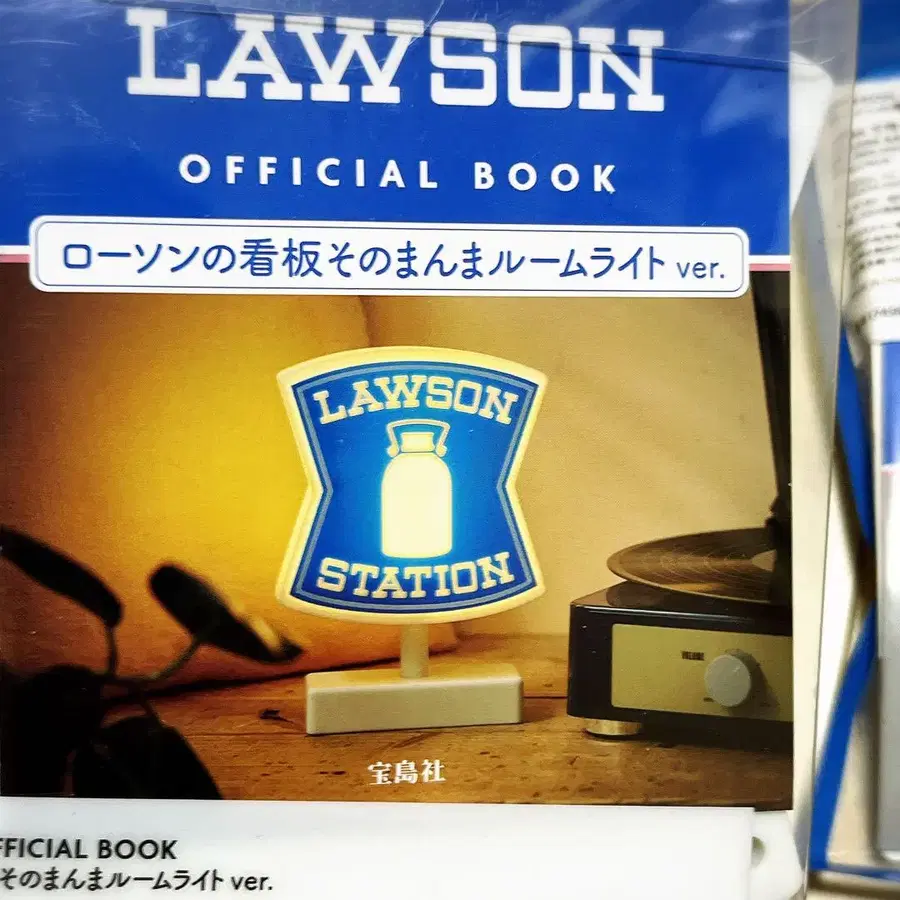 LAWSON
OFFICIAL BOOK
ローソンの看板そのまんまルームライト ver.
LAWSON
STATION
VOLUME
宝島社
FFICIAL BOOK
そのまんまルームライト ver.